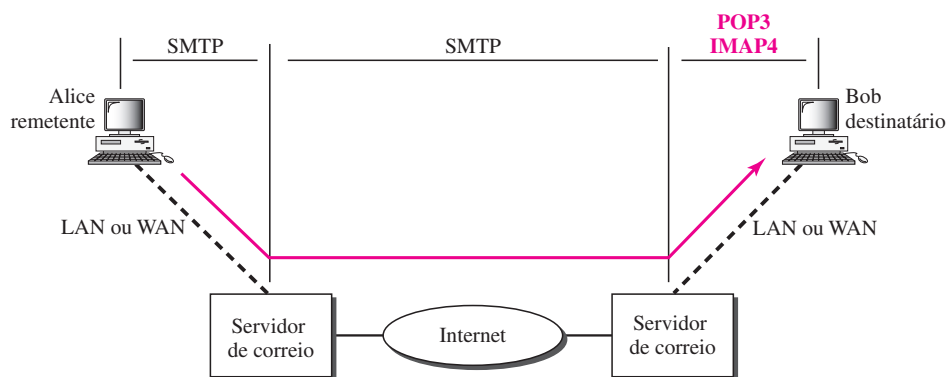 POP3
SMTP
SMTP
IMAP4
Alice
remetente
Bob
destinatário
LAN ou WAN
LAN ou WAN
Servidor
de correio
Internet
Servidor
de correio